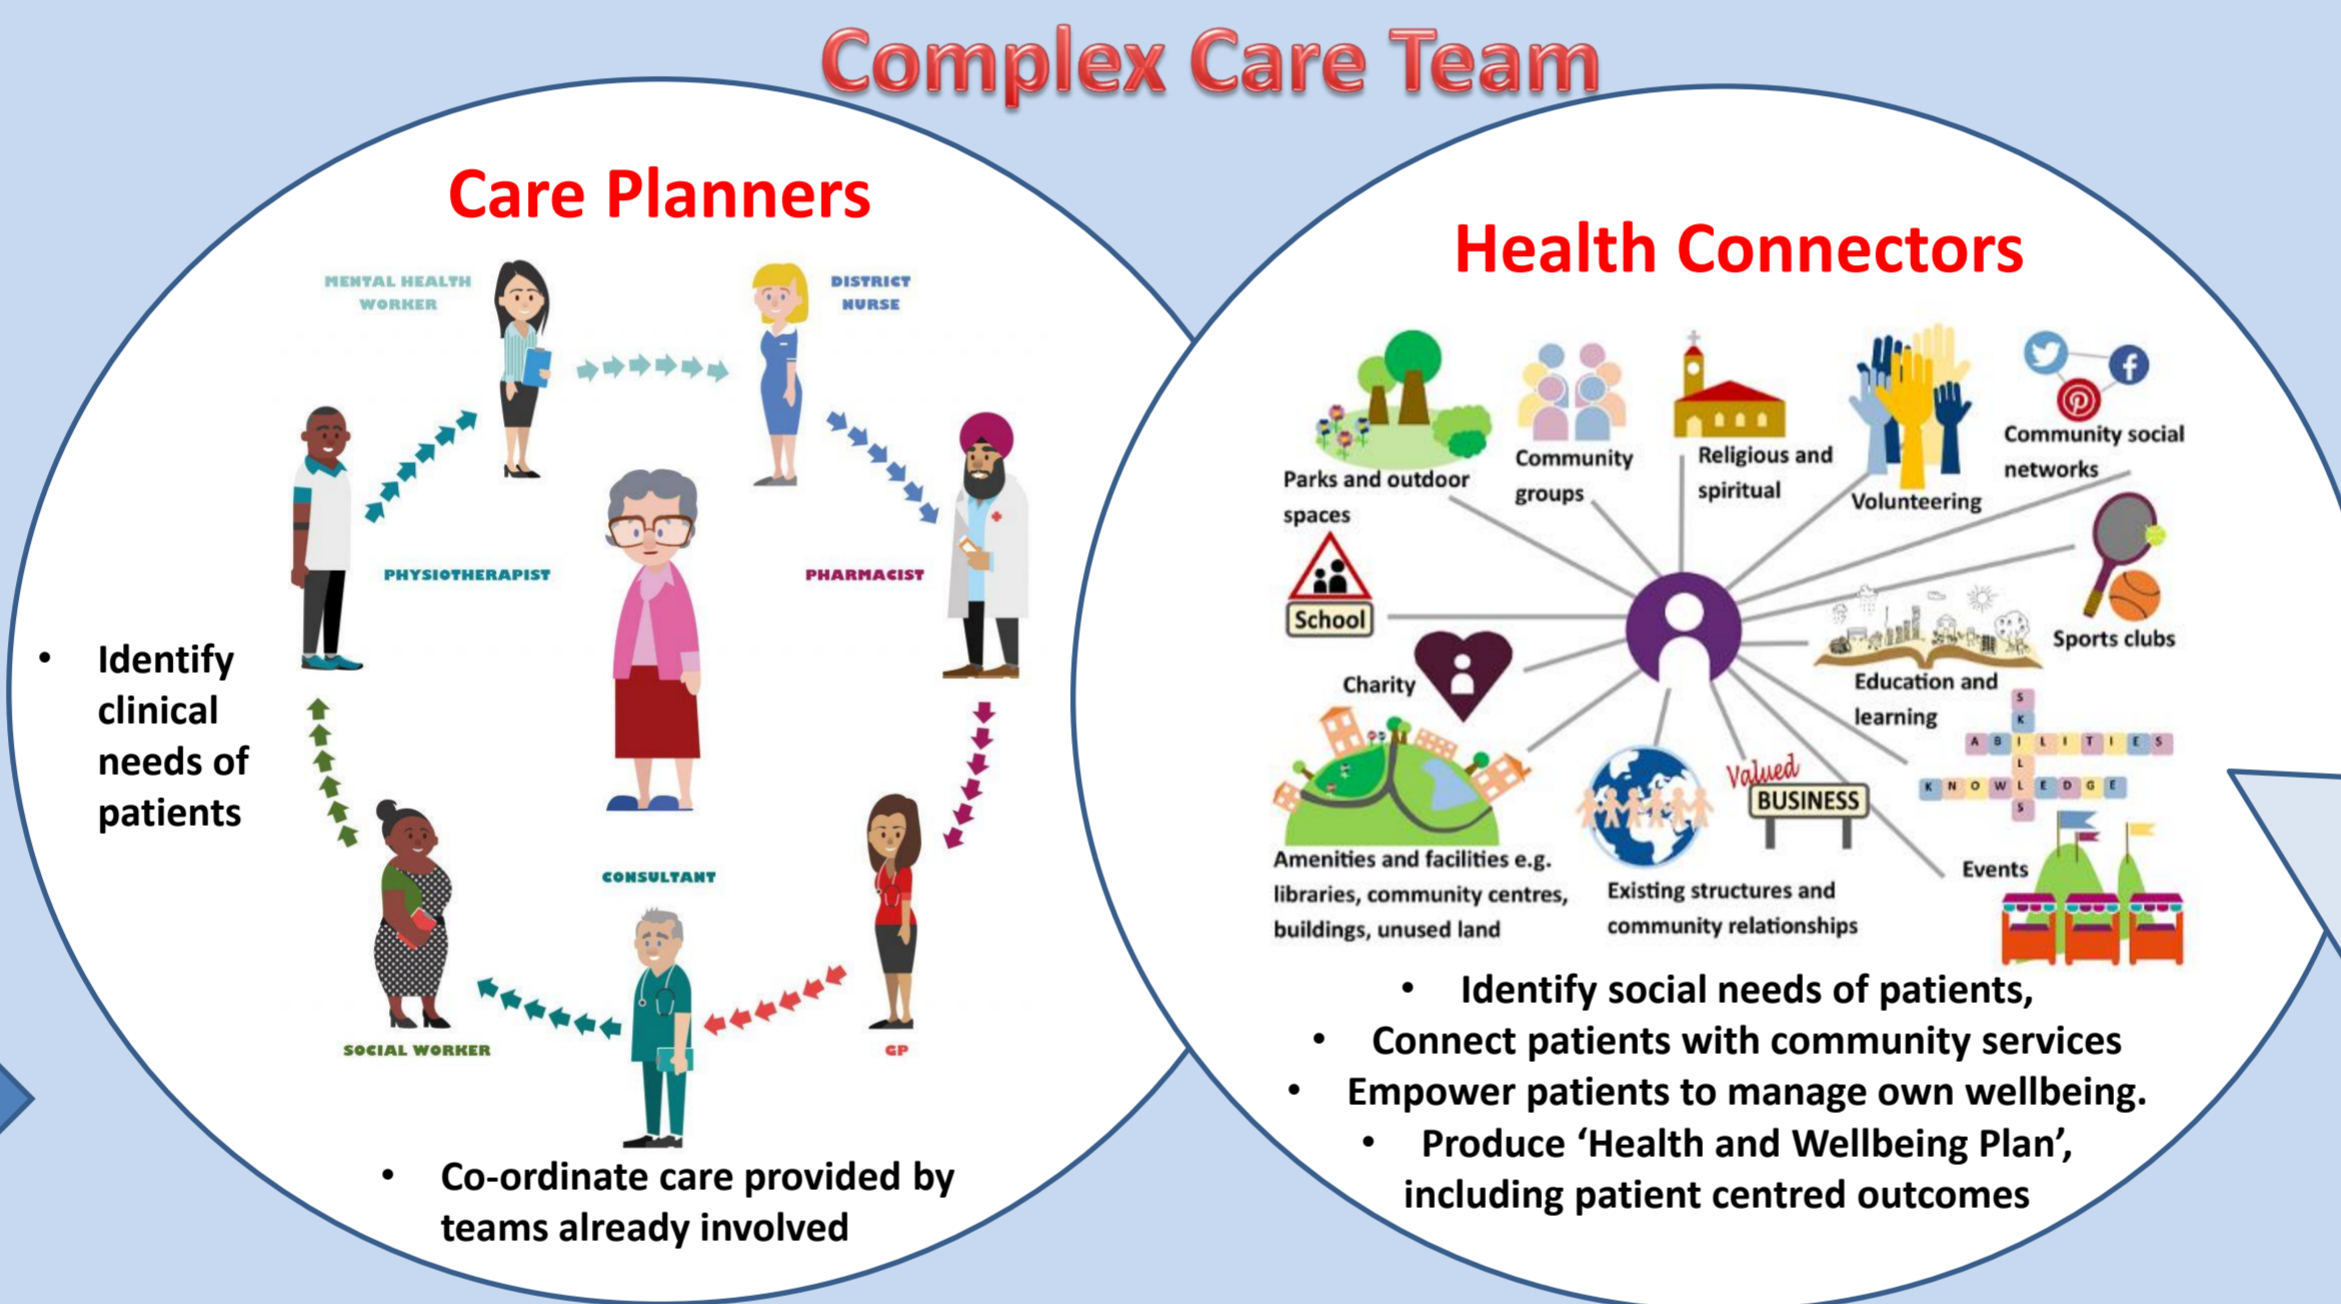 Complex Care Team
Care Planners
MENTAL HEALTH
WORKER
DISTRICT
NURSE
PHYSIOTHERAPIST
PHARMACIST
• Identify
clinical
needs of
patients
CONSULTANT
SOCIAL WORKER
GP
• Co-ordinate care provided by
teams already involved
Health Connectors
Parks and outdoor
spaces
Community
groups
Religious and
spiritual
Volunteering
Community social
networks
School
Sports clubs
Charity
Education and
learning
SKILLS
ABILITIES
KNOWLEDGE
Valued
BUSINESS
Amenities and facilities e.g.
libraries, community centres,
buildings, unused land
Existing structures and
community relationships
Events
• Identify social needs of patients,
• Connect patients with community services
• Empower patients to manage own wellbeing.
• Produce ‘Health and Wellbeing Plan’,
including patient centred outcomes